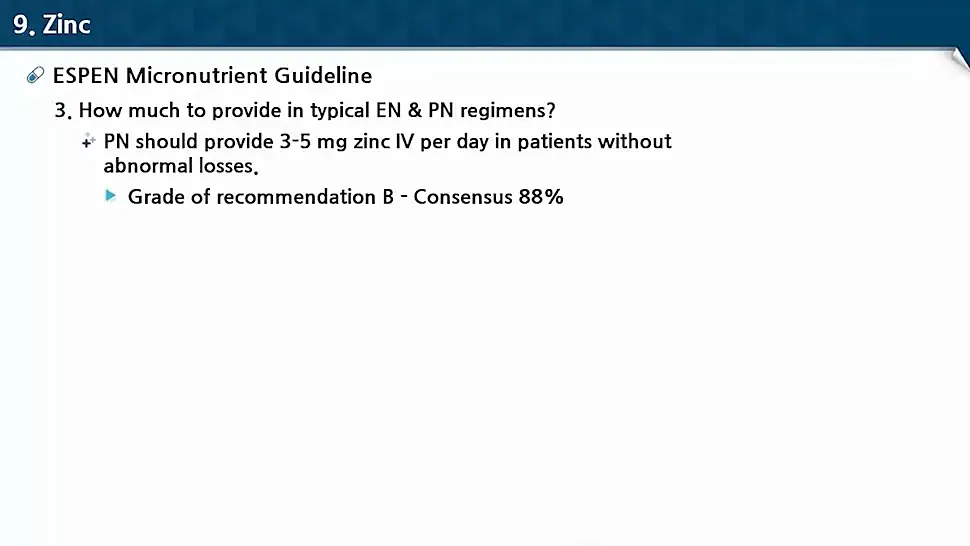 9. Zinc
ESPEN Micronutrient Guideline
3. How much to provide in typical EN & PN regimens?
PN should provide 3-5 mg zinc IV per day in patients without
abnormal losses.
Grade of recommendation B - Consensus 88%